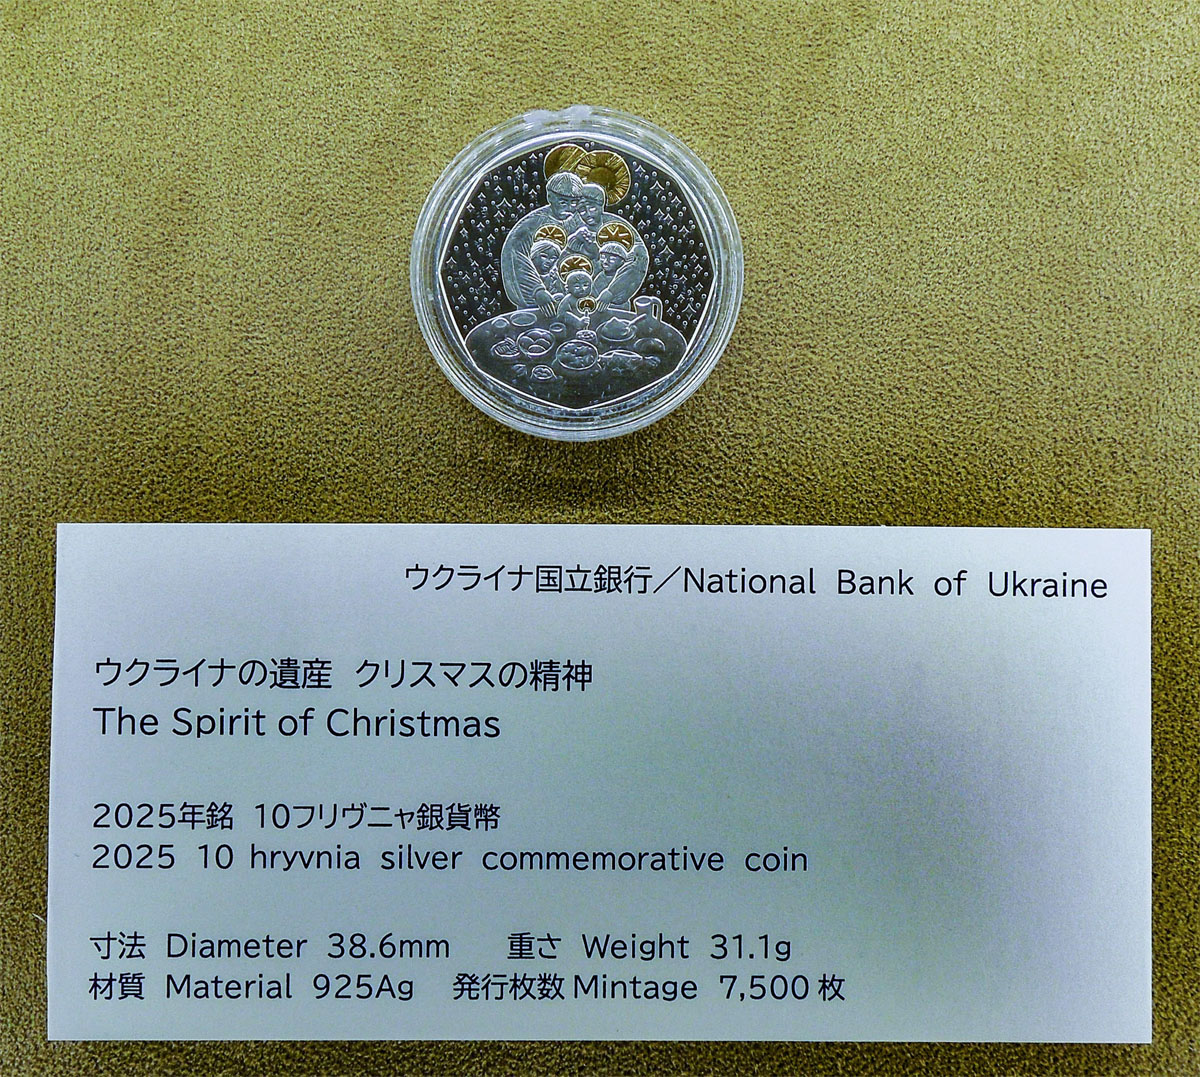 ウクライナ国立銀行／National Bank of Ukraine
ウクライナの遺産 クリスマスの精神
The Spirit of Christmas
2025年銘 10フリヴニャ銀貨幣
2025 10 hryvnia silver commemorative coin
寸法 Diameter 38.6mm 重さ Weight 31.1g
材質 Material 925Ag 発行枚数 Mintage 7,500 枚